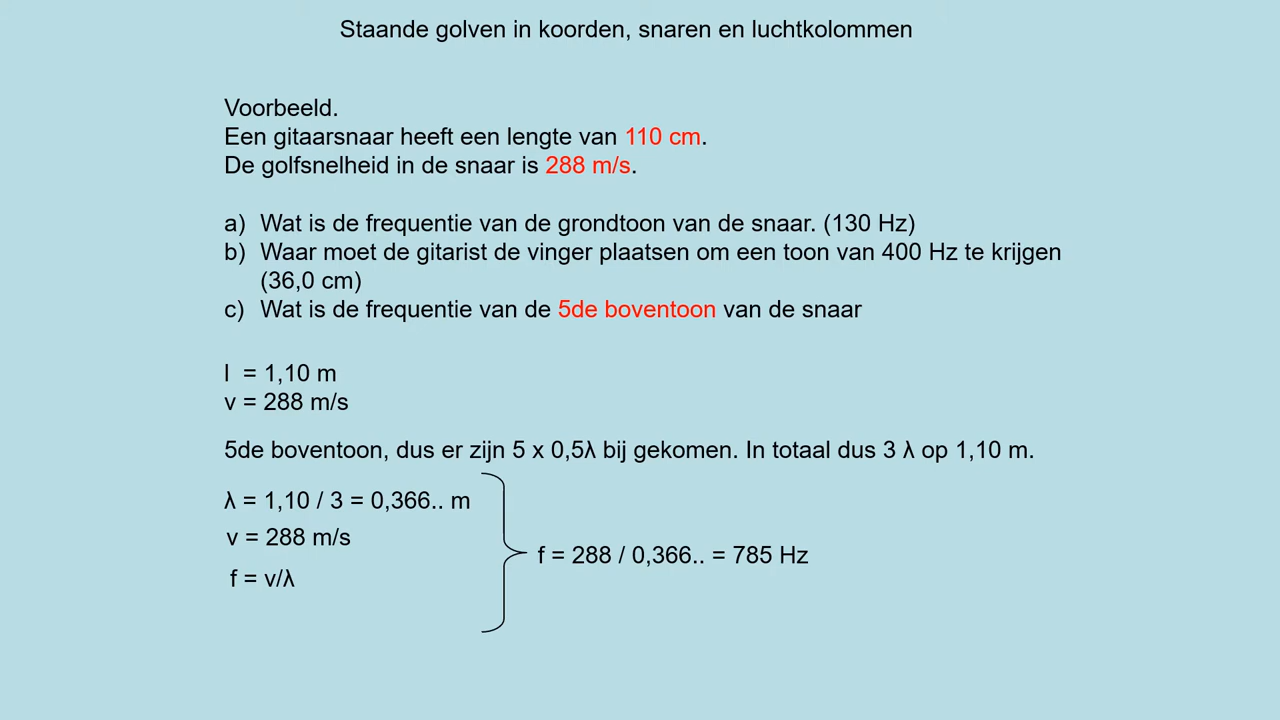 Staande golven in koorden, snaren en luchtkolommen
Voorbeeld.
Een gitaarsnaar heeft een lengte van 110 cm.
De golfsnelheid in de snaar is 288 m/s.
a) Wat is de frequentie van de grondtoon van de snaar. (130 Hz)
b) Waar moet de gitarist de vinger plaatsen om een toon van 400 Hz te krijgen
(36,0 cm)
c) Wat is de frequentie van de 5de boventoon van de snaar
l = 1,10 m
v = 288 m/s
5de boventoon, dus er zijn 5 x 0,5λ bij gekomen. In totaal dus 3 λ op 1,10 m.
λ = 1,10 / 3 = 0,366.. m
v = 288 m/s
f = v/λ
f = 288 / 0,366.. = 785 Hz